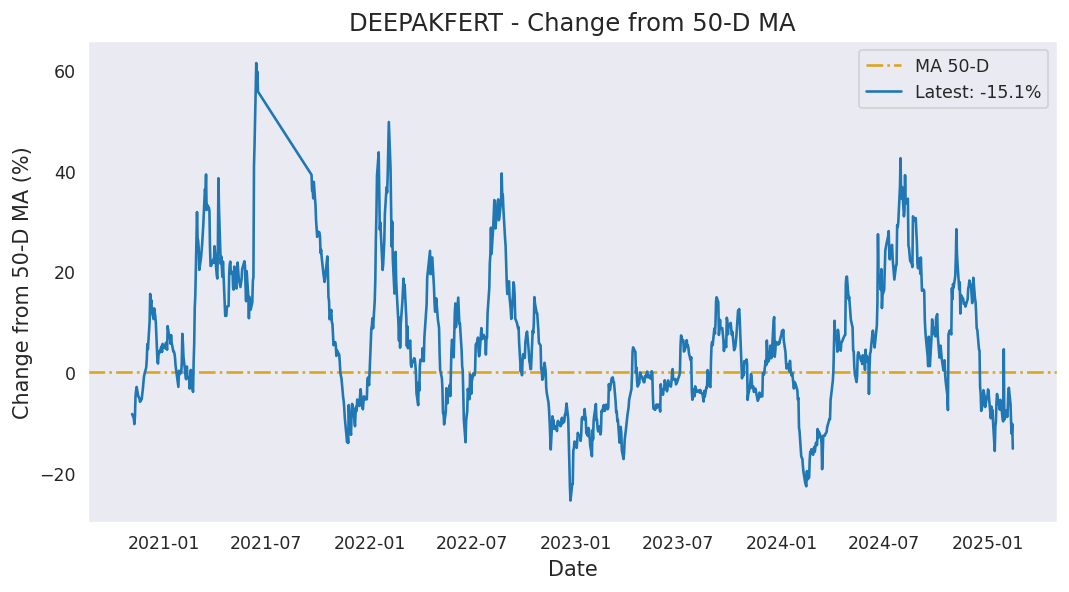 DEEPAKFERT - Change from 50-D MA
MA 50-D
Latest: -15.1%
Change from 50-D MA (%)
60
40
20
0
−20
2021-01
2021-07
2022-01
2022-07
2023-01
2023-07
2024-01
2024-07
2025-01
Date